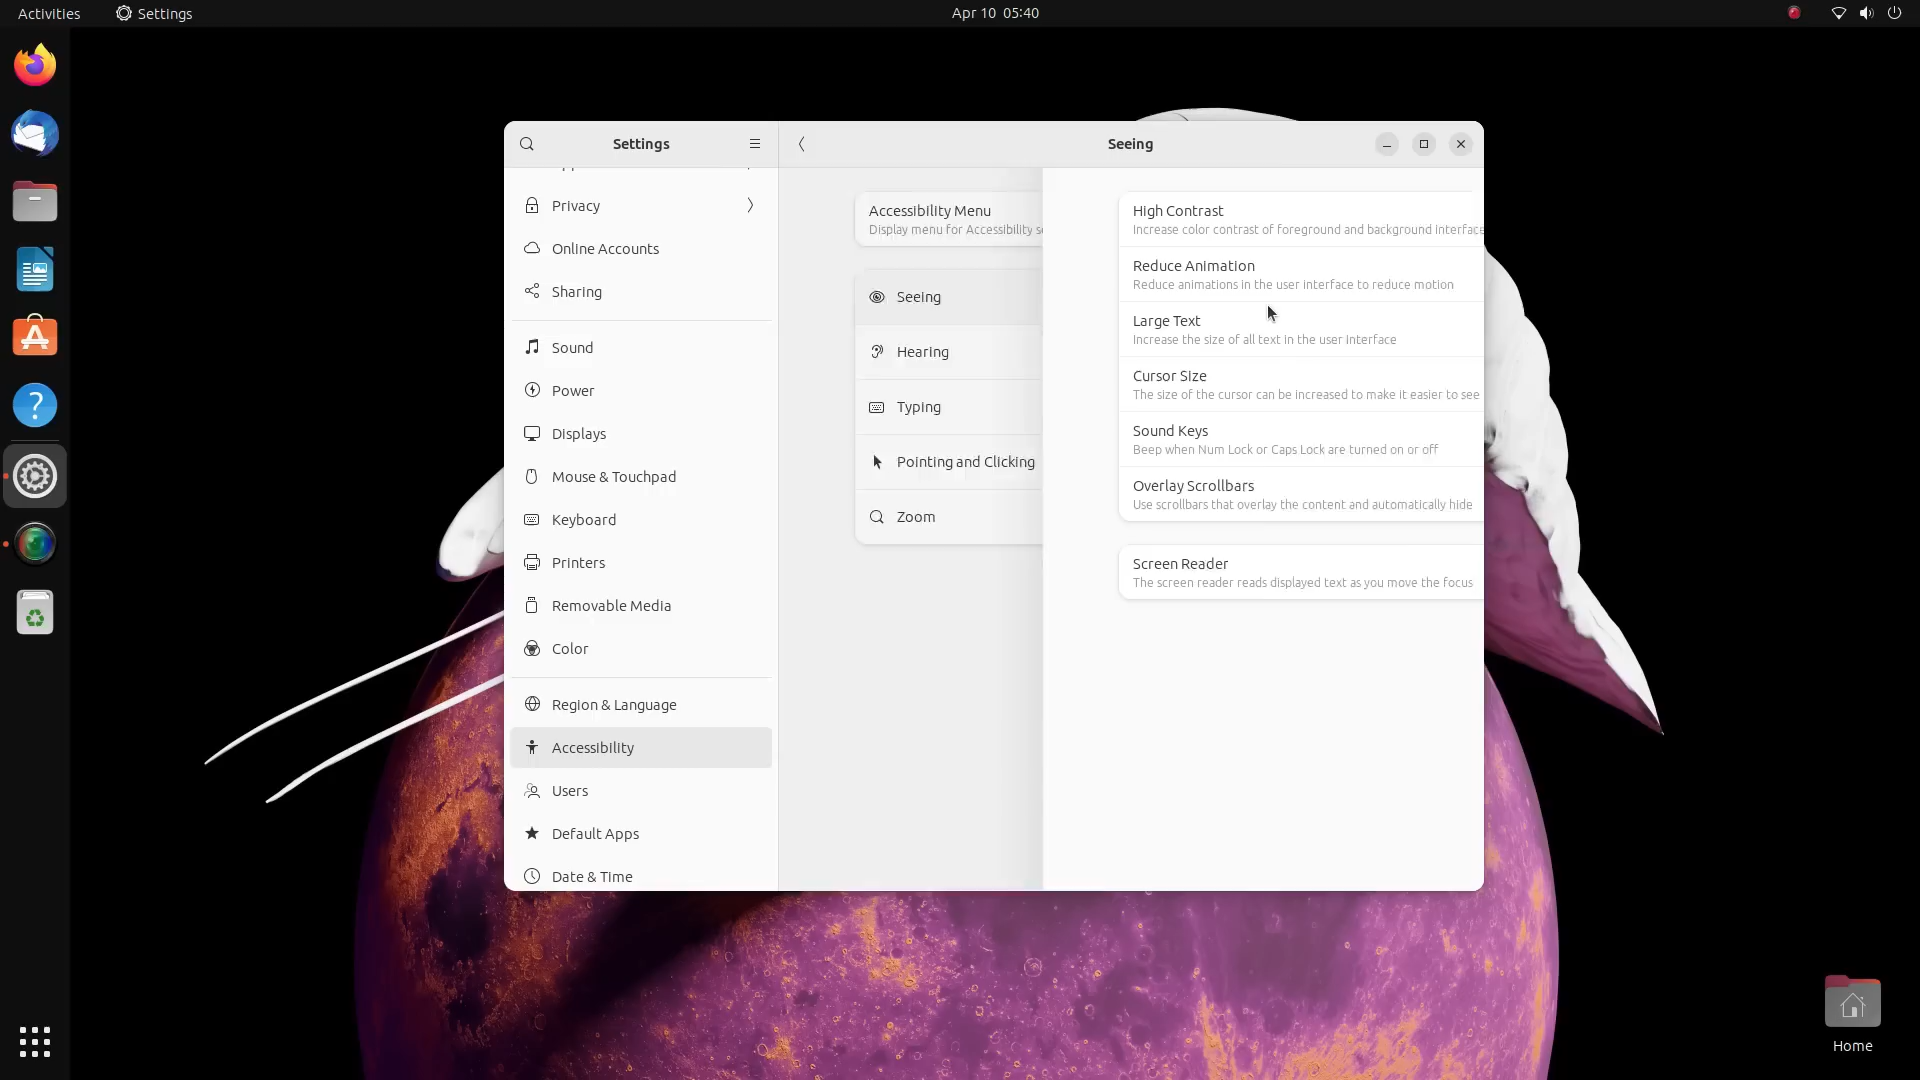 Activities
Settings
Apr 10 05:40
Settings
Seeing
Privacy
Online Accounts
Sharing
Sound
Power
Displays
Mouse & Touchpad
Keyboard
Printers
Removable Media
Color
Region & Language
Accessibility
Users
Default Apps
Date & Time
Accessibility Menu
Display menu for Accessibility
Seeing
Hearing
Typing
Pointing and Clicking
Zoom
High Contrast
Increase color contrast of foreground and background interface
Reduce Animation
Reduce animations in the user interface to reduce motion
Large Text
Increase the size of all text in the user interface
Cursor Size
The size of the cursor can be increased to make it easier to see
Sound Keys
Beep when Num Lock or Caps Lock are turned on or off
Overlay Scrollbars
Use scrollbars that overlay the content and automatically hide
Screen Reader
The screen reader reads displayed text as you move the focus
Home